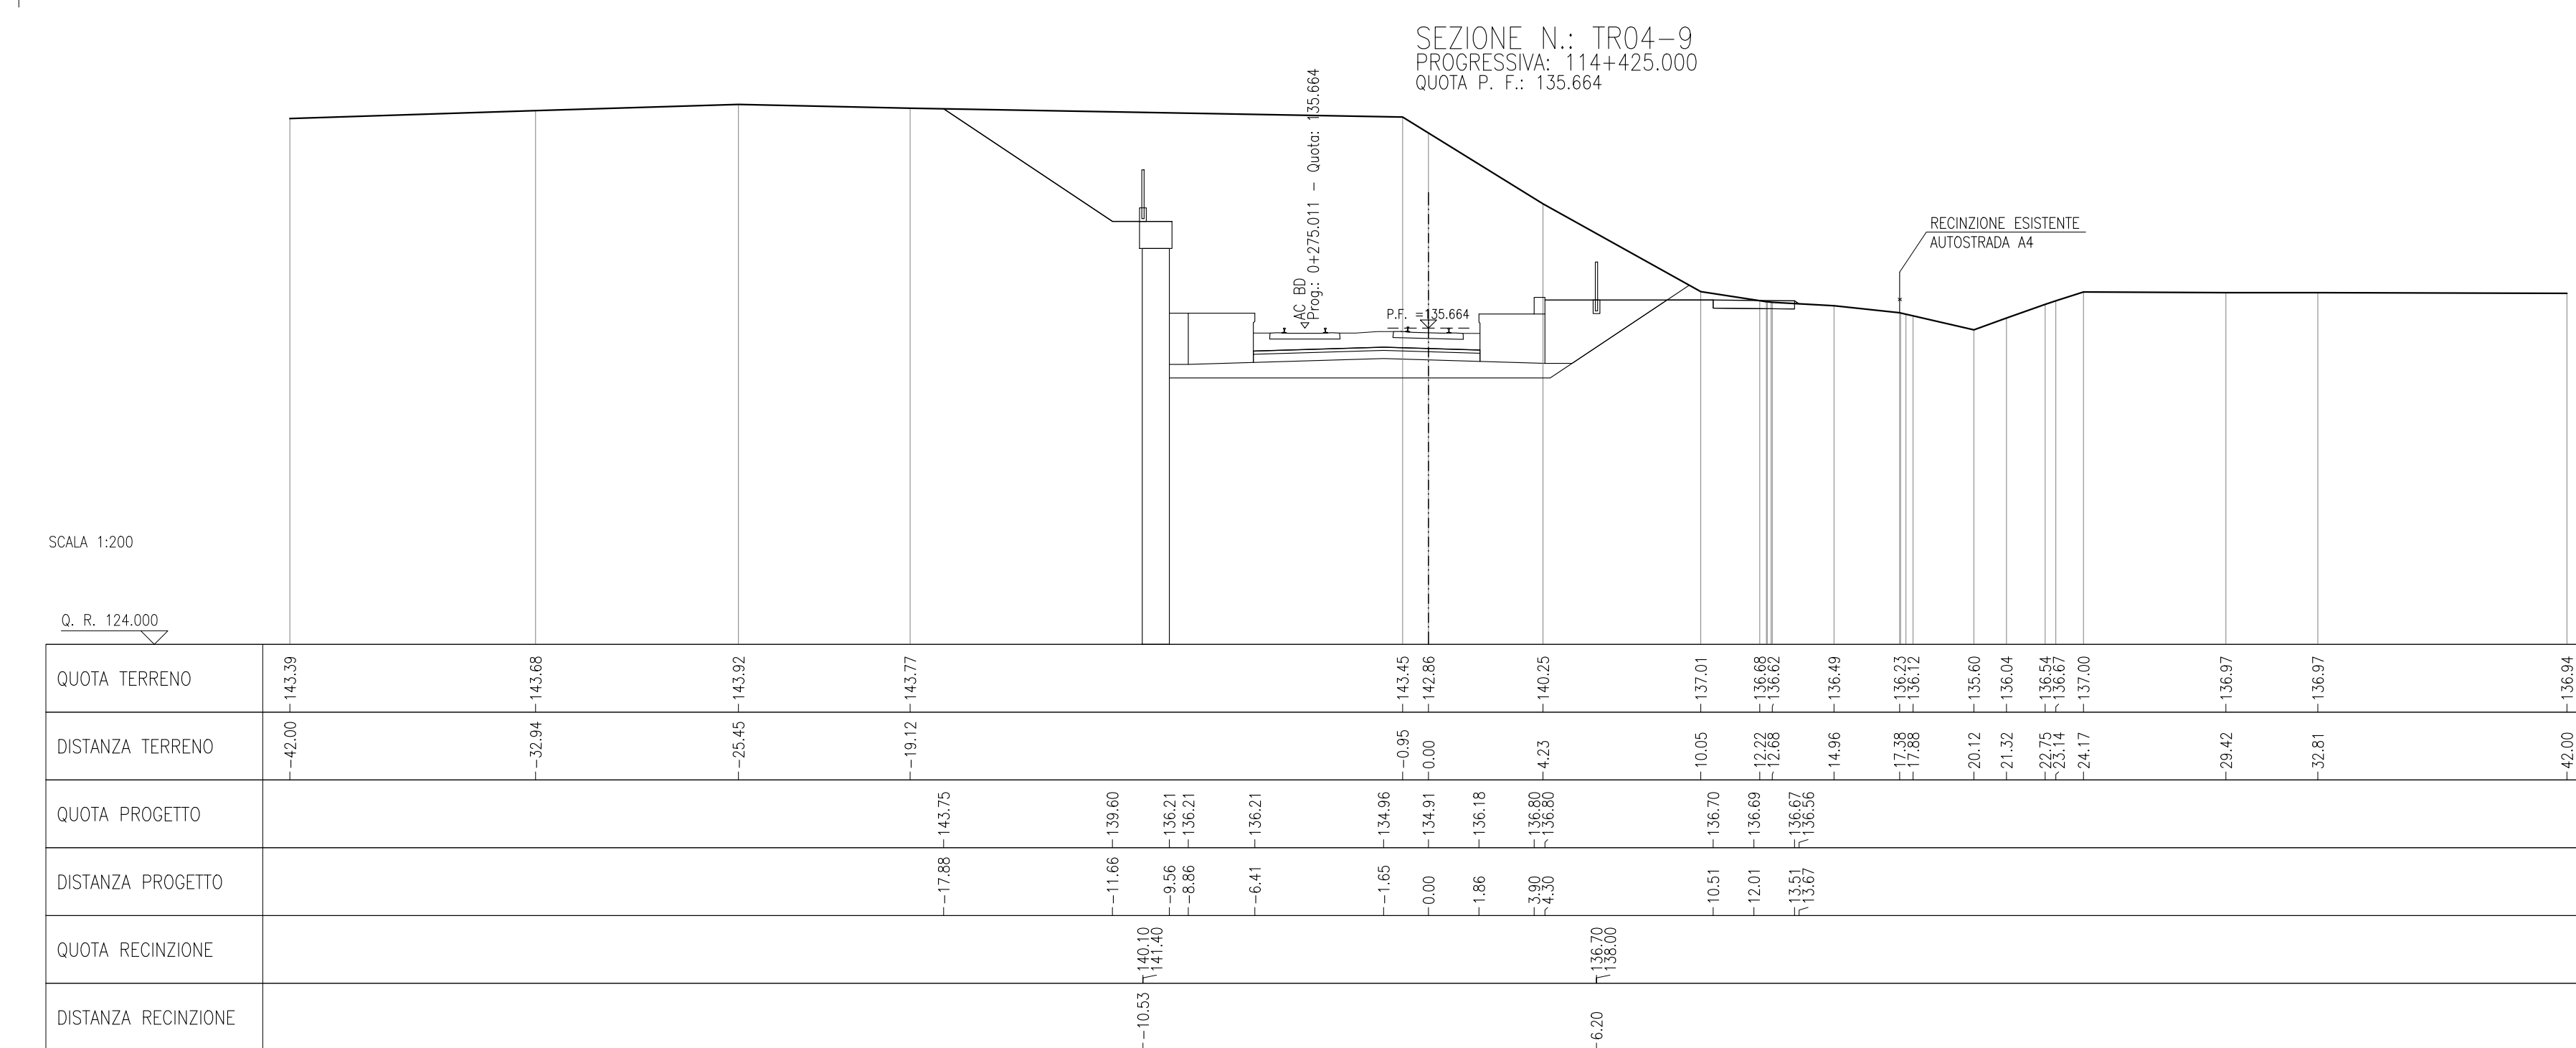 SEZIONE N.: TR04-9
PROGRESSIVA: 114+425.000
QUOTA P. F.: 135.664
AC BD
Prog.: 0+275.011 - Quota: 135.664
P.F. =135.664
RECINZIONE ESISTENTE
AUTOSTRADA A4
SCALA 1:200
Q. R. 124.000
QUOTA TERRENO 143.39 143.68 143.92 143.77 143.45 142.86 140.25 137.01 136.68 136.62 136.49 136.23 136.12 135.60 136.04 136.54 136.67 137.00 136.97 136.97 136.94
DISTANZA TERRENO -42.00 -32.94 -25.45 -19.12 -0.95 0.00 4.23 10.05 12.22 12.68 14.96 17.38 17.88 20.12 21.32 22.75 23.14 24.17 29.42 32.81 42.00
QUOTA PROGETTO 143.75 139.60 136.21 136.21 136.21 134.96 134.91 136.18 136.80 136.80 136.70 136.69 136.67 136.56
DISTANZA PROGETTO -17.88 -11.66 -9.56 -8.86 -6.41 -1.65 0.00 1.86 3.90 4.30 10.51 12.01 13.51 13.67
QUOTA RECINZIONE 140.10 141.40 136.70 138.00
DISTANZA RECINZIONE -10.53 6.20